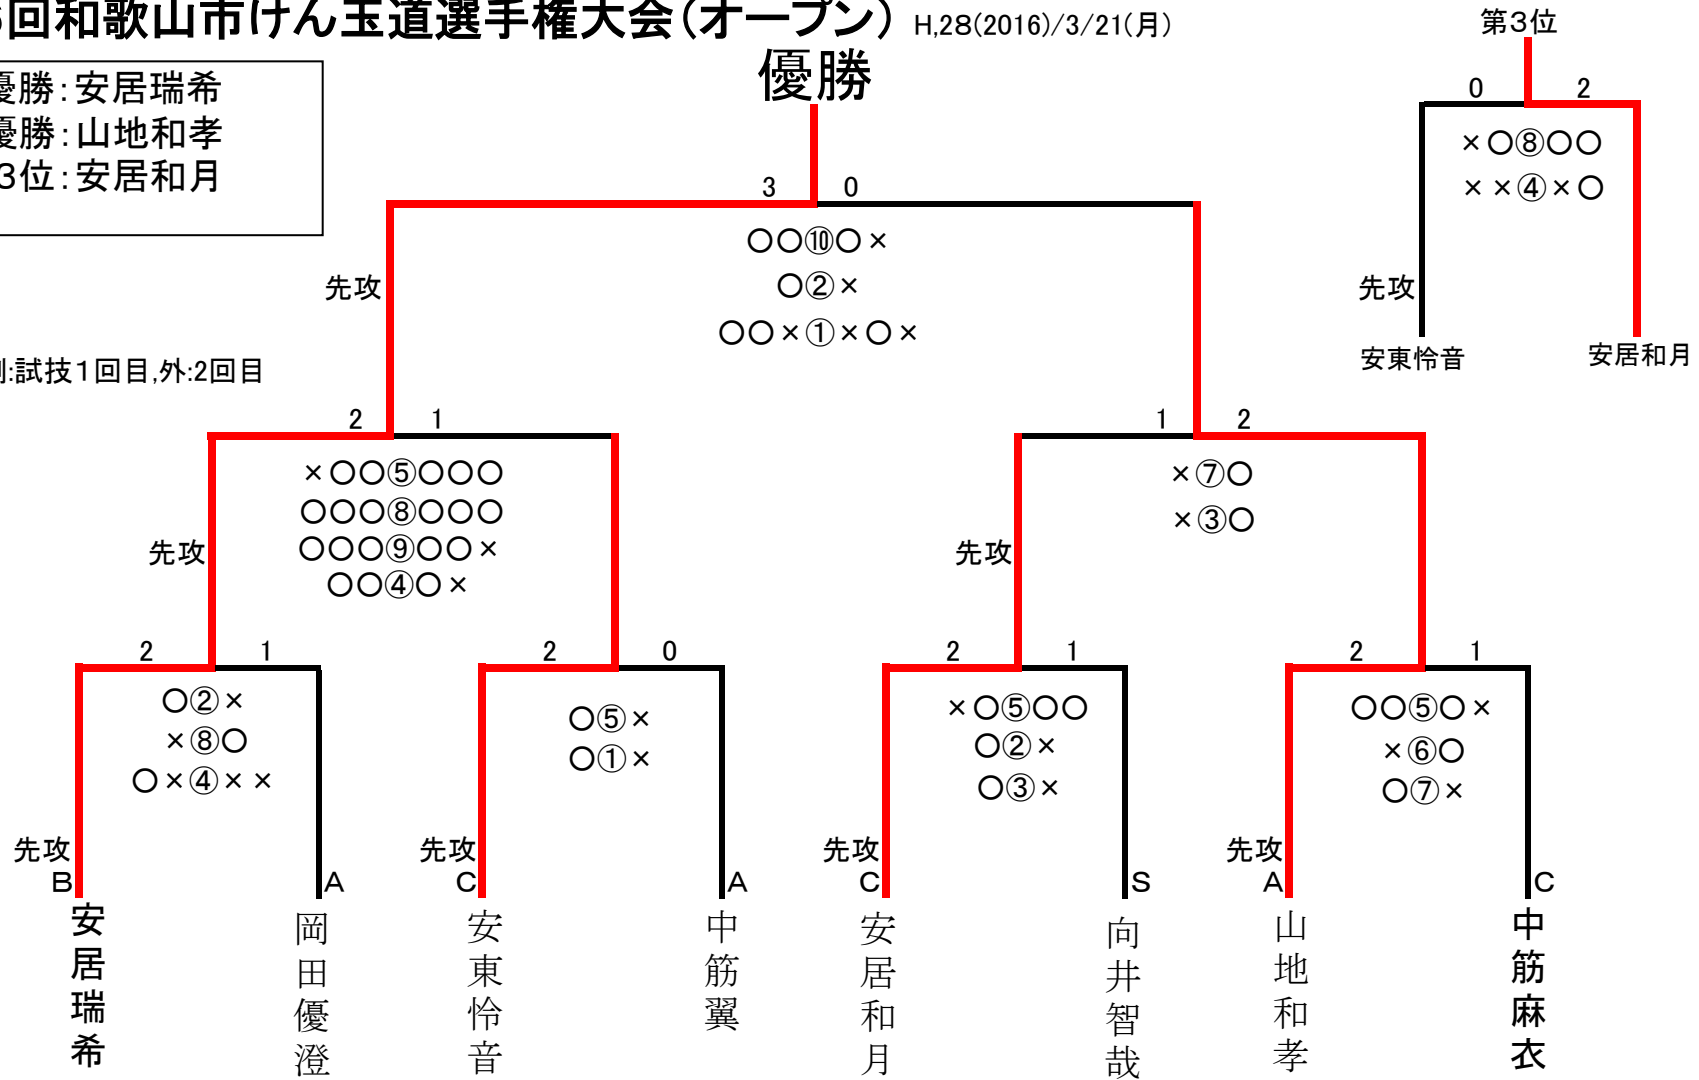 回和歌山市けん玉道選手権大会(オープン) H,28(2016)/3/21(月)
優勝
第3位
優勝:安居瑞希
優勝:山地和孝
3位:安居和月
0 2
×○⑧○○
××④×○
先攻
安東怜音 安居和月
3 0
○○⑩○×
○②×
○○×①×○×
先攻
:試技1回目,外:2回目
2 1
×○○⑤○○○
○○○⑧○○○
○○○⑨○○×
○○④○×
先攻
1 2
×⑦○
×③○
先攻
2 1
○②×
×⑧○
○×④××
先攻
B A
2 0
○⑤×
○①×
先攻
C A
2 1
×○⑤○○
○②×
○③×
先攻
C S
2 1
○○⑤○×
×⑥○
○⑦×
先攻
A C
安居瑞希
岡田優澄
安東怜音
中筋翼
安居和月
向井智哉
山地和孝
中筋麻衣